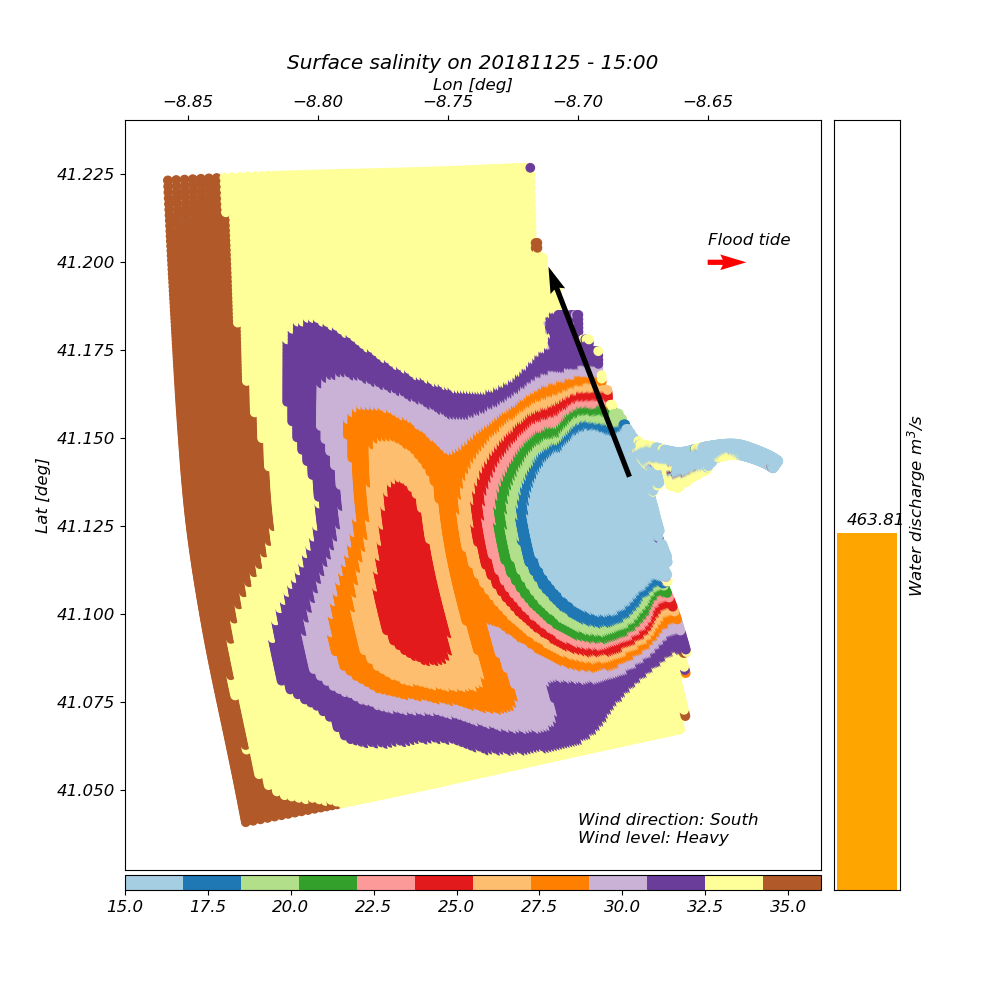 Surface salinity on 20181125 - 15:00
Lon [deg]
−8.85 −8.80 −8.75 −8.70 −8.65
41.225
41.200
41.175
41.150
41.125
41.100
41.075
41.050
Lat [deg]
Flood tide
Wind direction: South
Wind level: Heavy
15.0 17.5 20.0 22.5 25.0 27.5 30.0 32.5 35.0
463.81
Water discharge m³/s